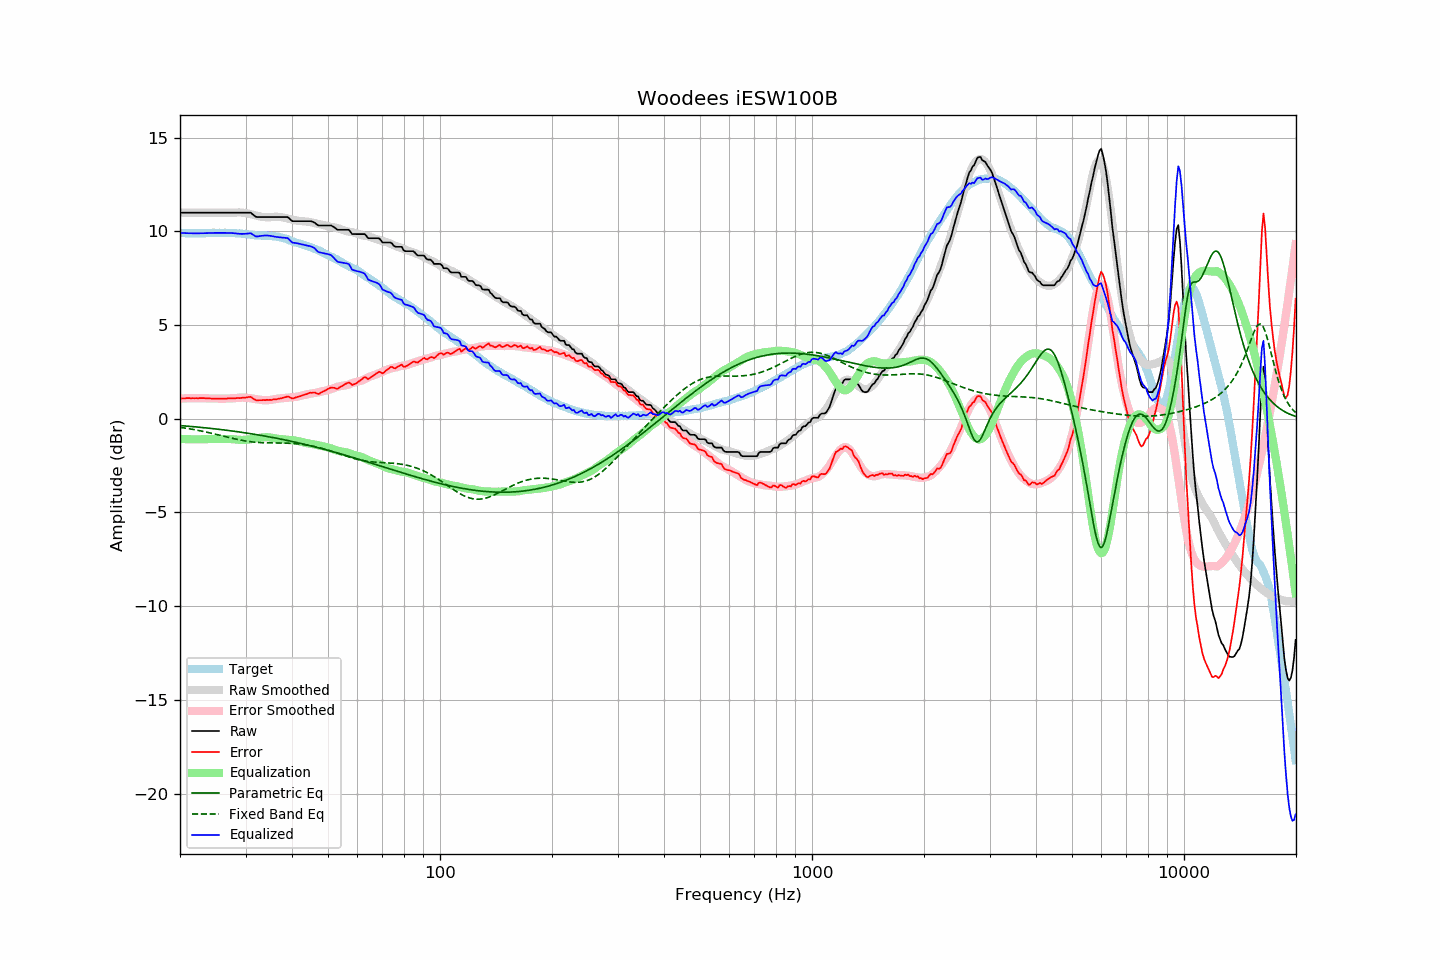 Woodees iESW100B
15
10
5
0
−5
−10
−15
−20
Amplitude (dBr)
Target
Raw Smoothed
Error Smoothed
Raw
Error
Equalization
Parametric Eq
Fixed Band Eq
Equalized
100
1000
10000
Frequency (Hz)